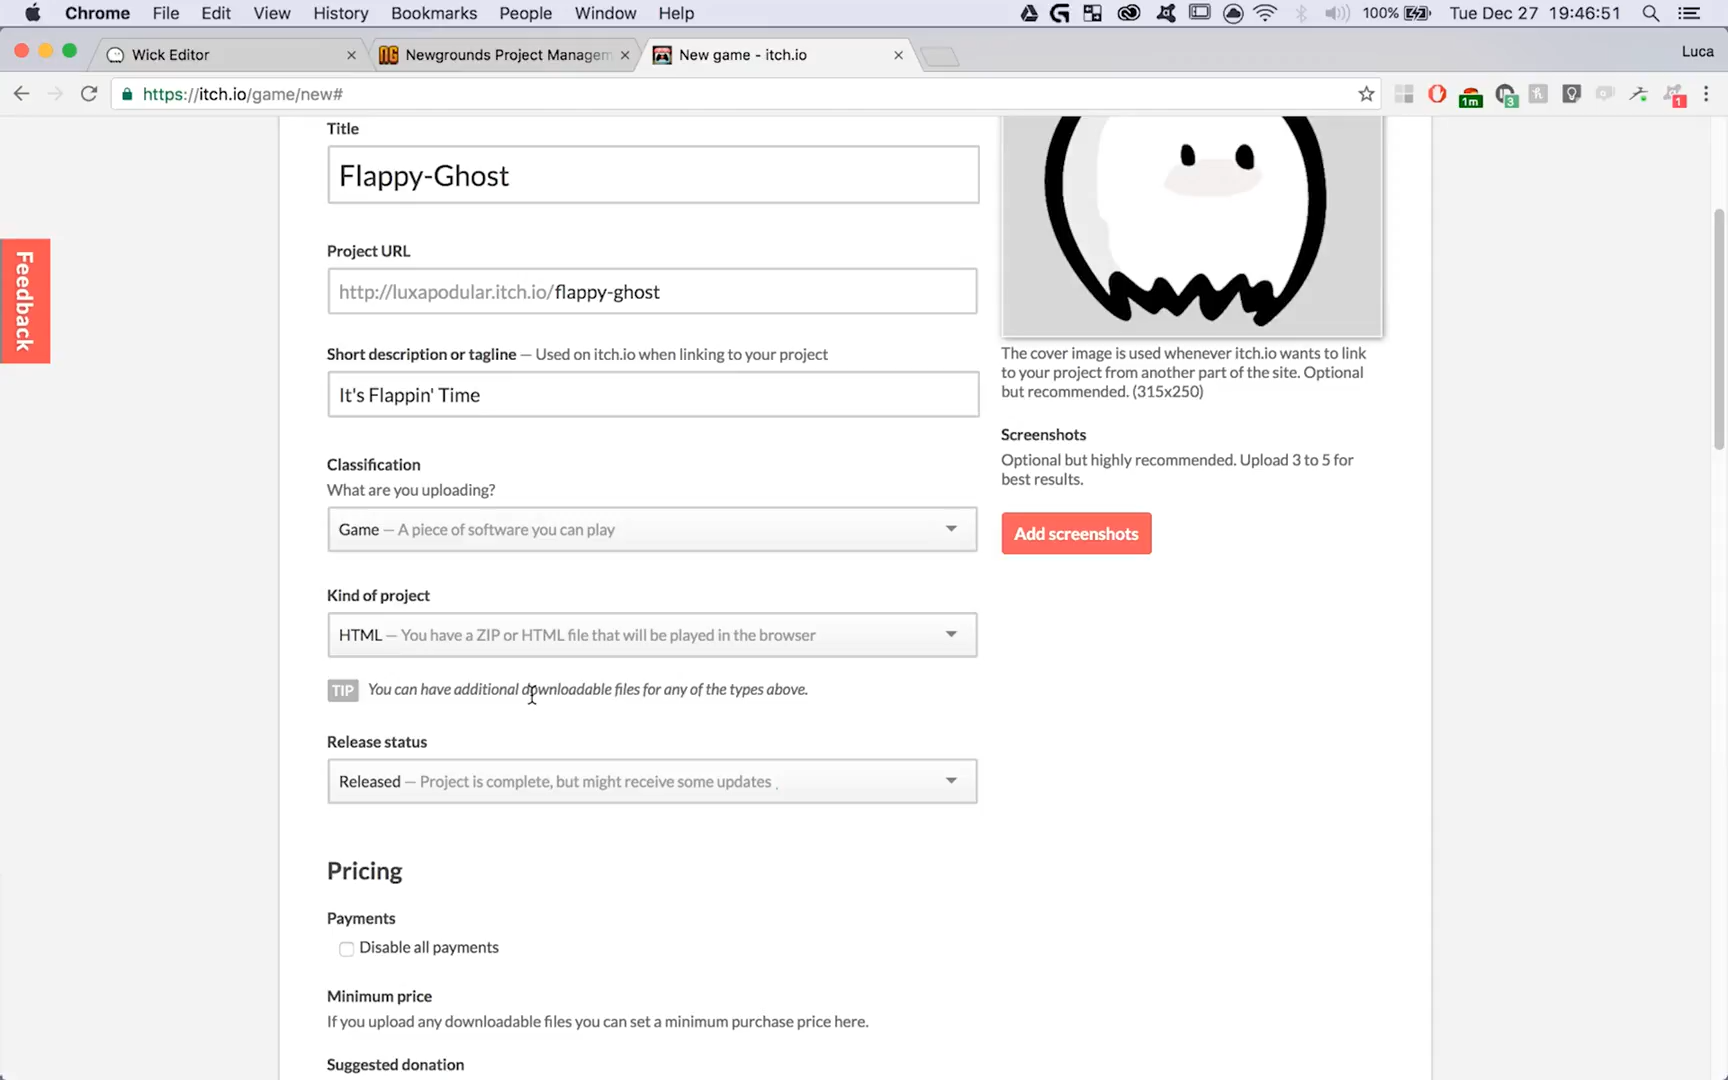 Chrome File Edit View History Bookmarks People Window Help 100% Tue Dec 27 19:46:51
Wick Editor Newgrounds Project Managem New game - itch.io Luca
https://itch.io/game/new#
1m 3 1
Feedback
Title
Flappy-Ghost
Project URL
http://luxapodular.itch.io/flappy-ghost
Short description or tagline — Used on itch.io when linking to your project
It's Flappin' Time
Classification
What are you uploading?
Game — A piece of software you can play
Kind of project
HTML — You have a ZIP or HTML file that will be played in the browser
TIP You can have additional downloadable files for any of the types above.
Release status
Released — Project is complete, but might receive some updates
Pricing
Payments
Disable all payments
Minimum price
If you upload any downloadable files you can set a minimum purchase price here.
Suggested donation
The cover image is used whenever itch.io wants to link
to your project from another part of the site. Optional
but recommended. (315x250)
Screenshots
Optional but highly recommended. Upload 3 to 5 for
best results.
Add screenshots